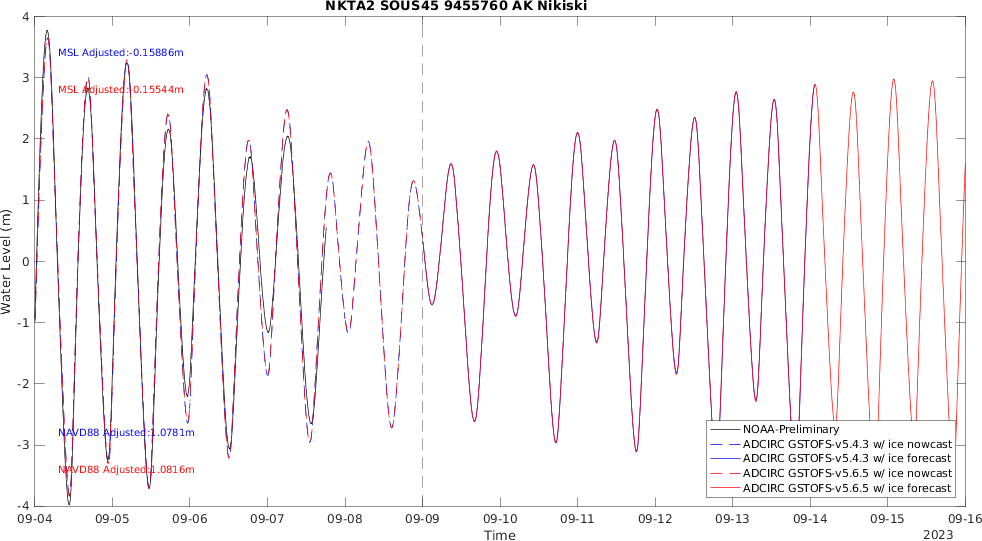 NKTA2 SOUS45 9455760 AK Nikiski
Water Level (m)
4
3
2
1
0
-1
-2
-3
-4
MSL Adjusted:-0.15886m
MSL Adjusted:-0.15544m
NAVD88 Adjusted:1.0781m
NAVD88 Adjusted:1.0816m
NOAA-Preliminary
ADCIRC GSTOFS-v5.4.3 w/ ice nowcast
ADCIRC GSTOFS-v5.4.3 w/ ice forecast
ADCIRC GSTOFS-v5.6.5 w/ ice nowcast
ADCIRC GSTOFS-v5.6.5 w/ ice forecast
09-04 09-05 09-06 09-07 09-08 09-09 09-10 09-11 09-12 09-13 09-14 09-15 09-16
Time
2023